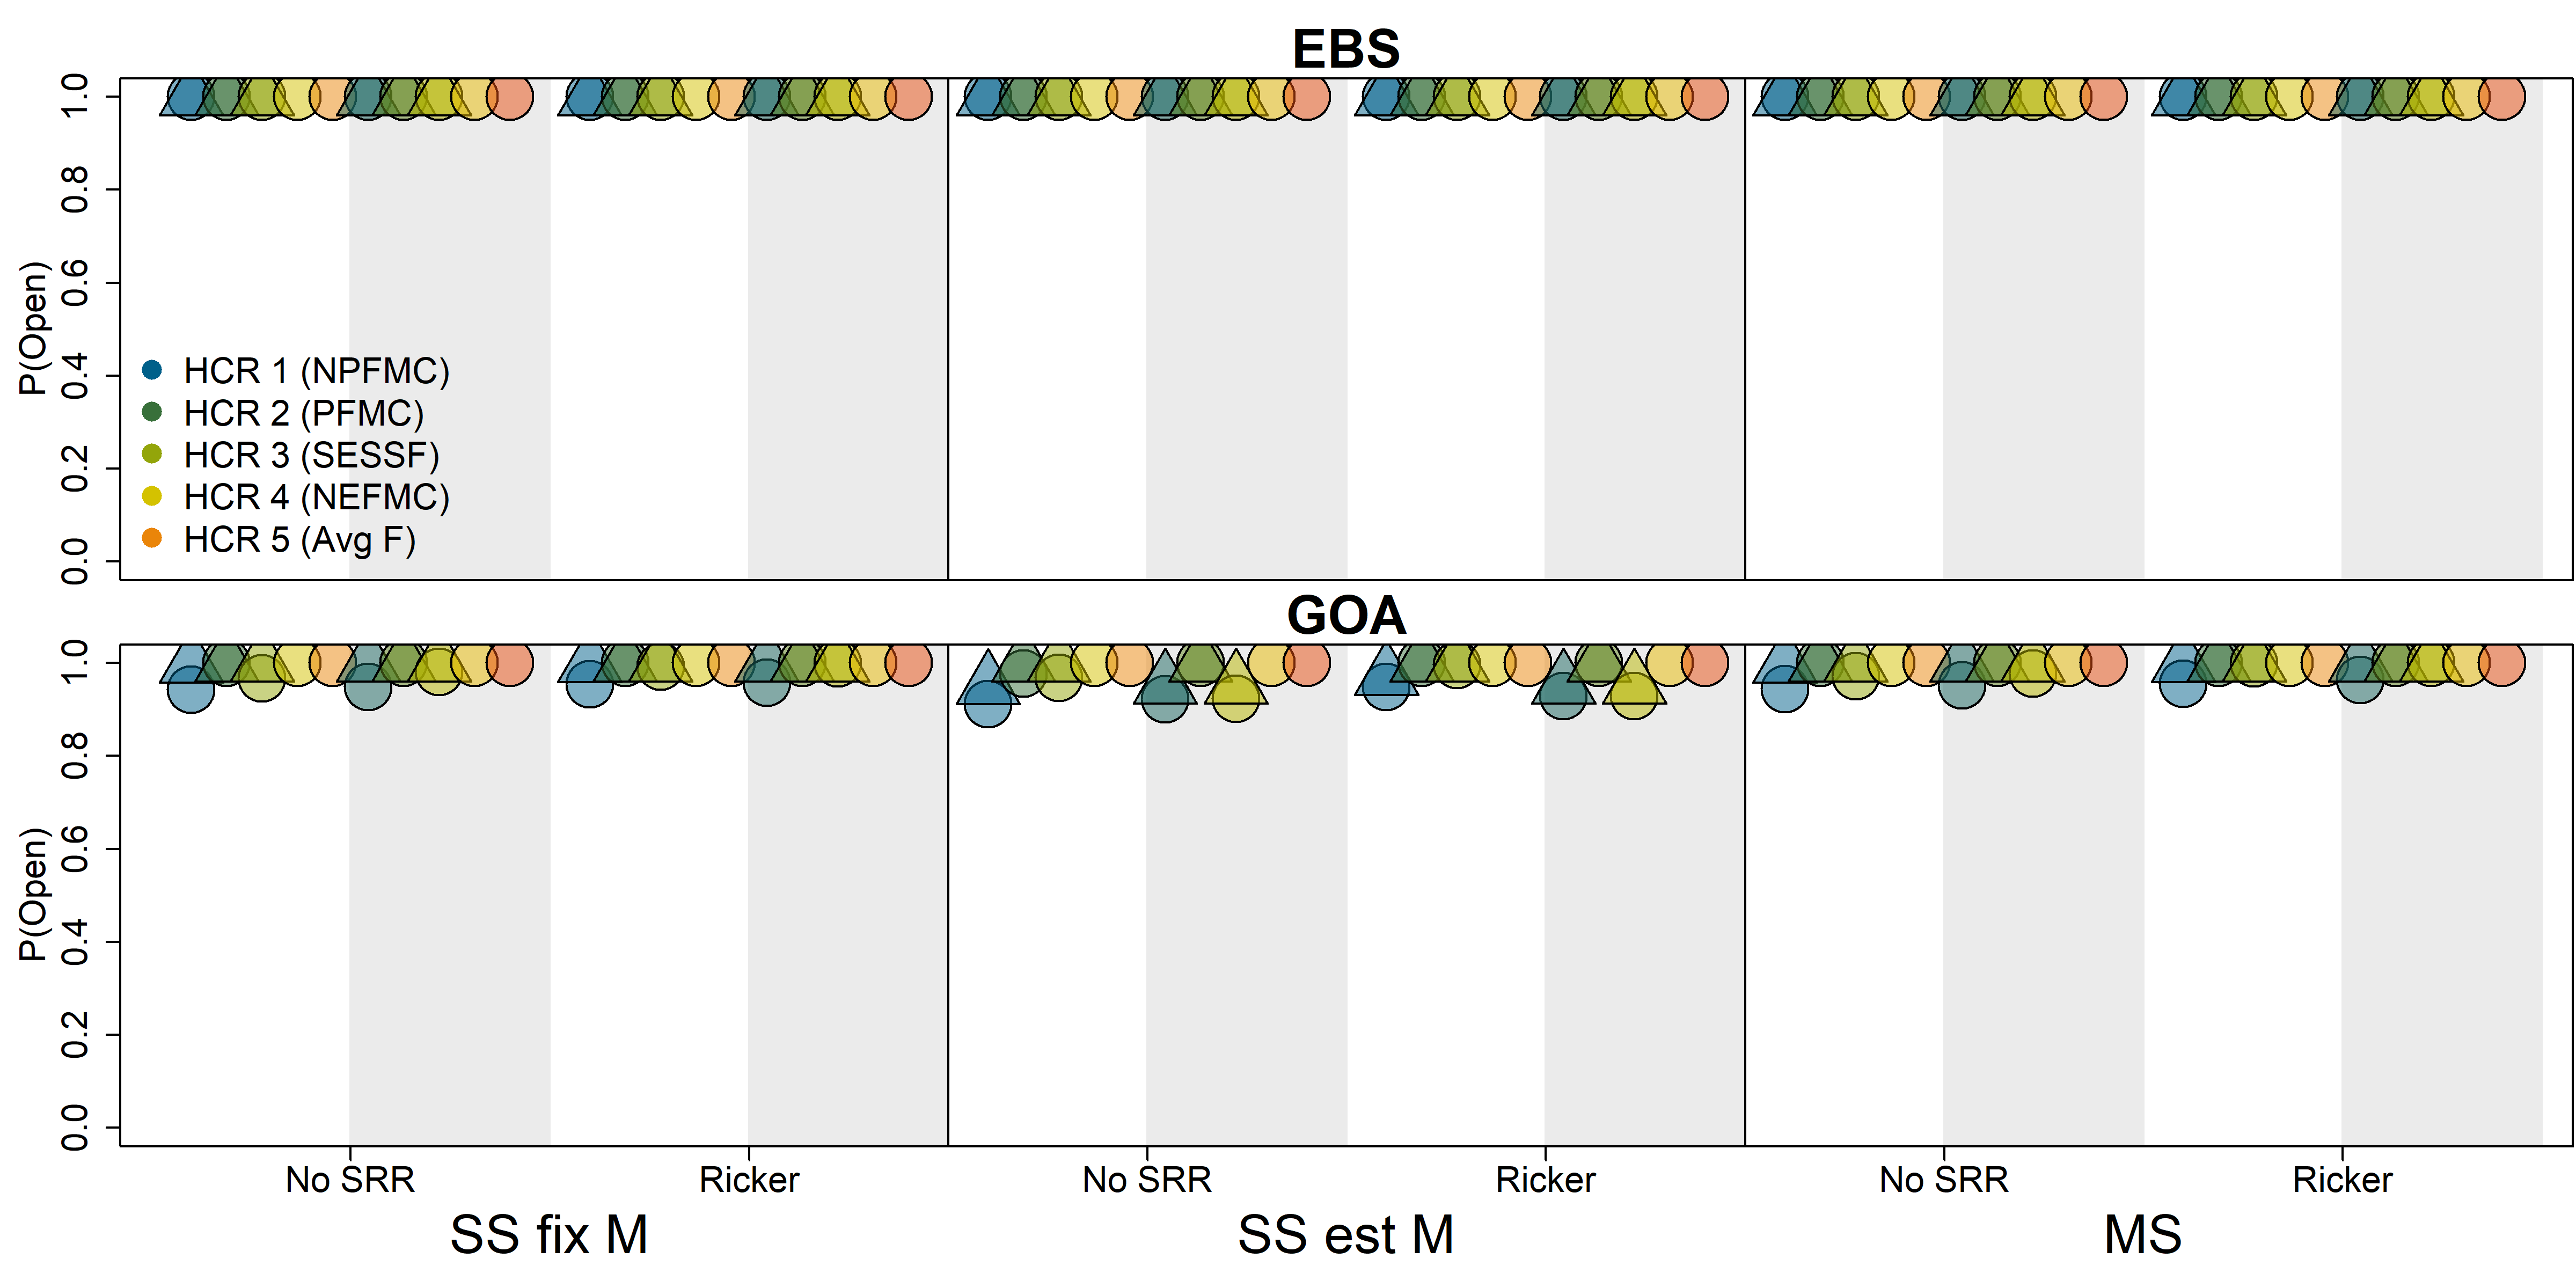 EBS
P(Open)
1.0
0.8
0.6
0.4
0.2
0.0
HCR 1 (NPFMC)
HCR 2 (PFMC)
HCR 3 (SESSF)
HCR 4 (NEFMC)
HCR 5 (Avg F)
GOA
P(Open)
1.0
0.8
0.6
0.4
0.2
0.0
No SRR Ricker No SRR Ricker No SRR Ricker
SS fix M SS est M MS